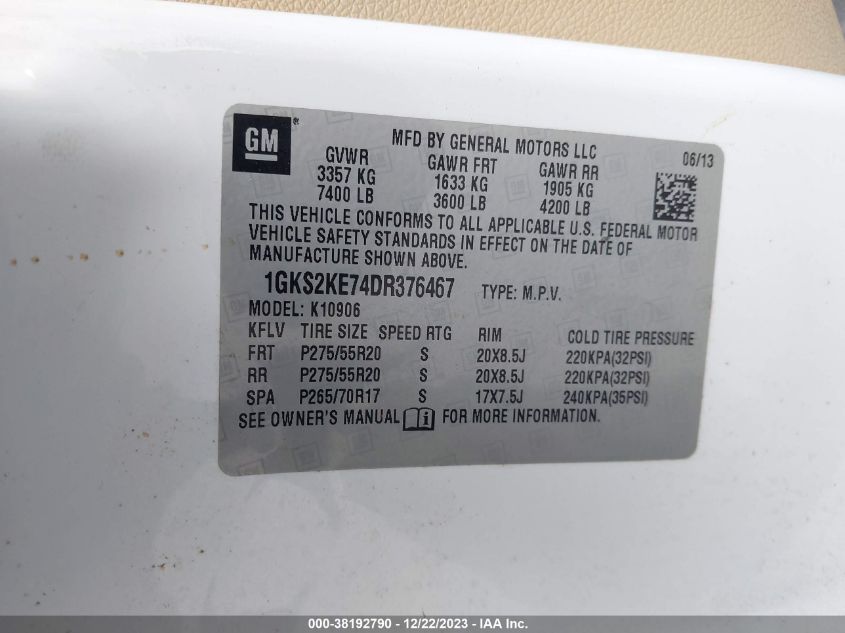 GM
MFD BY GENERAL MOTORS LLC
06/13
GVWR GAWR FRT GAWR RR
3357 KG 1633 KG 1905 KG
7400 LB 3600 LB 4200 LB
THIS VEHICLE CONFORMS TO ALL APPLICABLE U.S. FEDERAL MOTOR
VEHICLE SAFETY STANDARDS IN EFFECT ON THE DATE OF
MANUFACTURE SHOWN ABOVE.
1GKS2KE74DR376467 TYPE: M.P.V.
MODEL: K10906
KFLV TIRE SIZE SPEED RTG RIM COLD TIRE PRESSURE
FRT P275/55R20 S 20X8.5J 220KPA(32PSI)
RR P275/55R20 S 20X8.5J 220KPA(32PSI)
SPA P265/70R17 S 17X7.5J 240KPA(35PSI)
SEE OWNER'S MANUAL FOR MORE INFORMATION.
000-38192790 - 12/22/2023 - IAA Inc.